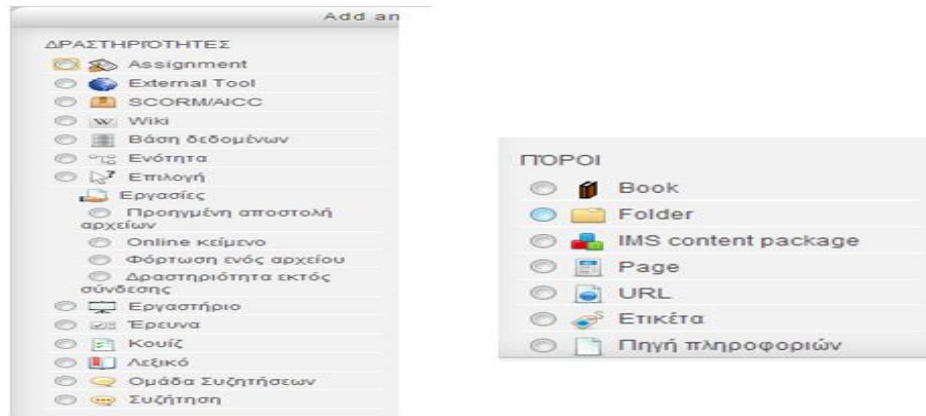 Add an
ΔΡΑΣΤΗΡΙΌΤΗΤΕΣ
Assignment
External Tool
SCORM/AICC
Wiki
Βάση δεδομένων
Ενότητα
Επιλογή
Εργασίες
Προηγμένη αποστολή
αρχείων
Online κείμενο
Φόρτωση ενός αρχείου
Δραστηριότητα εκτός
σύνδεσης
Εργαστήριο
Έρευνα
Κουίζ
Λεξικό
Ομάδα Συζητήσεων
Συζήτηση
ΠΌΡΟΙ
Book
Folder
IMS content package
Page
URL
Ετικέτα
Πηγή πληροφοριών